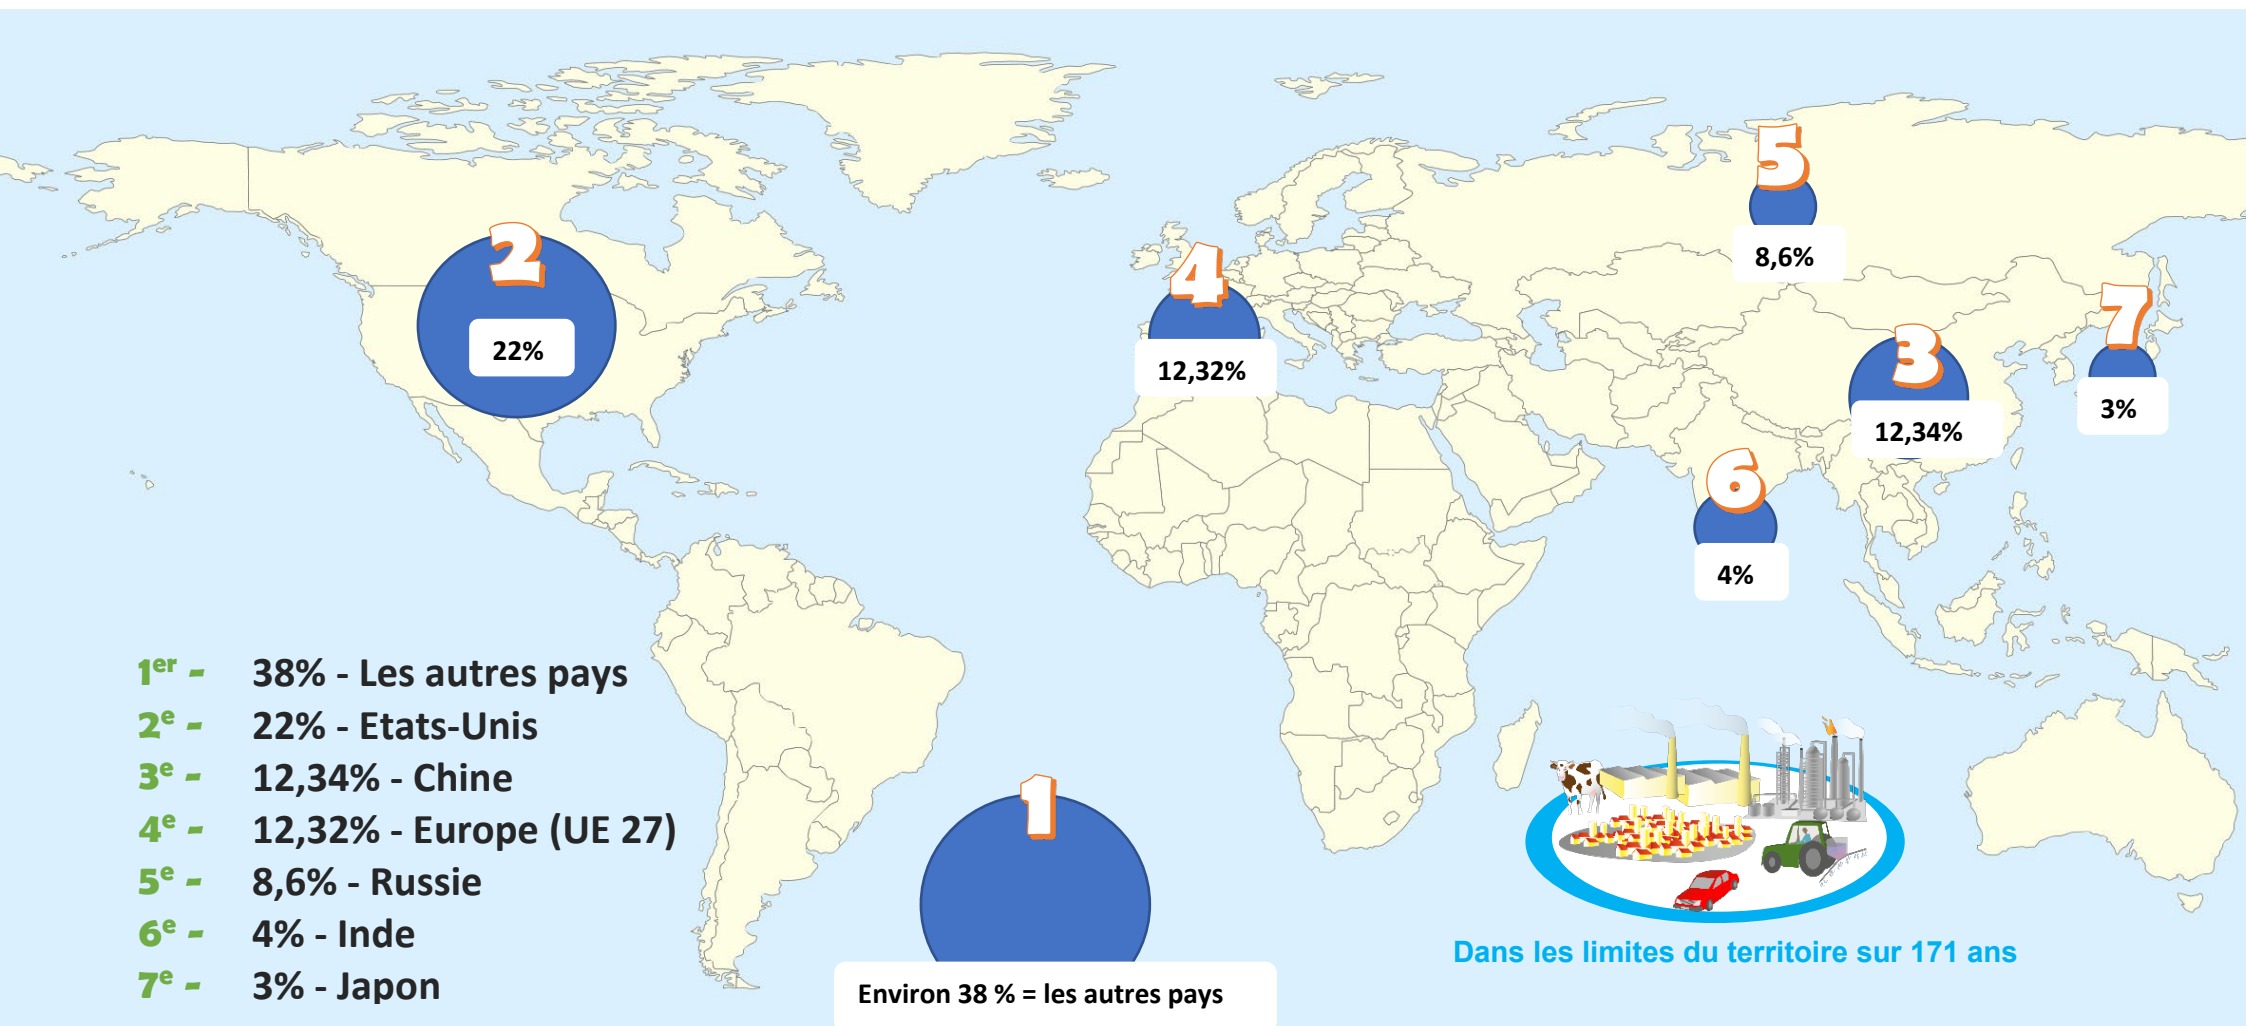 5
8,6%
2
4
7
22%
3
12,32%
3%
12,34%
6
4%
1er - 38% - Les autres pays
2e - 22% - Etats-Unis
3e - 12,34% - Chine
4e - 12,32% - Europe (UE 27)
5e - 8,6% - Russie
6e - 4% - Inde
7e - 3% - Japon
1
Environ 38 % = les autres pays
Dans les limites du territoire sur 171 ans